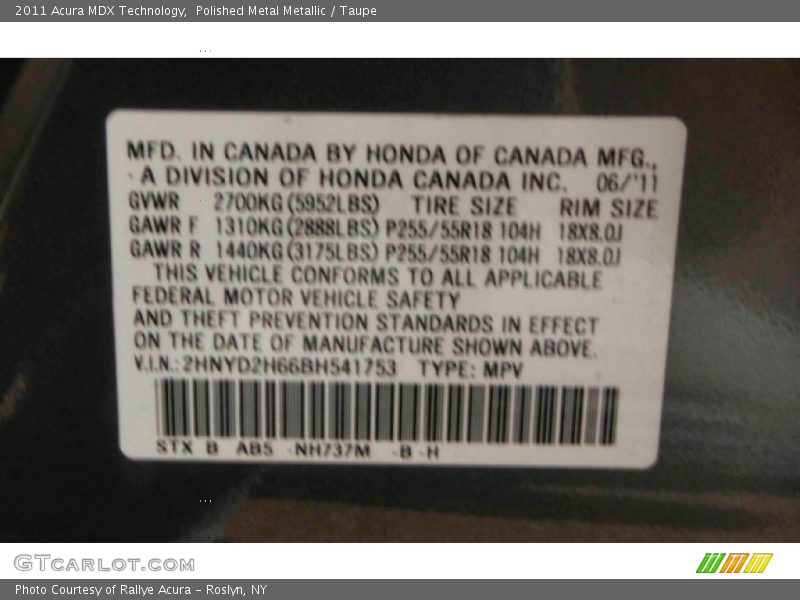 2011 Acura MDX Technology,  Polished Metal Metallic / Taupe
MFD. IN CANADA BY HONDA OF CANADA MFG.,
A DIVISION OF HONDA CANADA INC. 06/'11
GVWR 2700KG(5952LBS) TIRE SIZE RIM SIZE
GAWR F 1310KG(2888LBS) P255/55R18 104H 18X8.0J
GAWR R 1440KG(3175LBS) P255/55R18 104H 18X8.0J
THIS VEHICLE CONFORMS TO ALL APPLICABLE
FEDERAL MOTOR VEHICLE SAFETY
AND THEFT PREVENTION STANDARDS IN EFFECT
ON THE DATE OF MANUFACTURE SHOWN ABOVE.
V.I.N.: 2HNYD2H66BH541753 TYPE: MPV
STX B AB5 -NH737M -B -H
GTCARLOT.COM
Photo Courtesy of Rallye Acura - Roslyn, NY